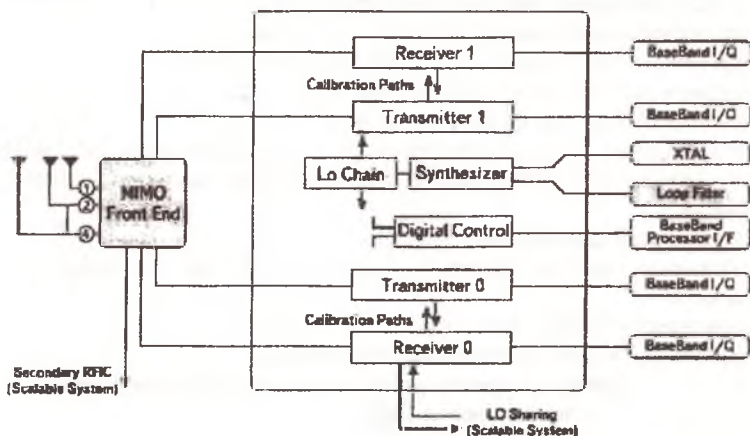 Receiver 1
BaseBand I/Q
Calibration Paths
Transmitter 1
BaseBand I/Q
XTAL
Lo Chain
Synthesizer
Loop Filter
1
2
4
MIMO
Front End
Digital Control
BaseBand
Processor I/F
Transmitter 0
BaseBand I/Q
Calibration Paths
Receiver 0
BaseBand I/Q
Secondary RFIC
(Scalable System)
LO Sharing
(Scalable System)